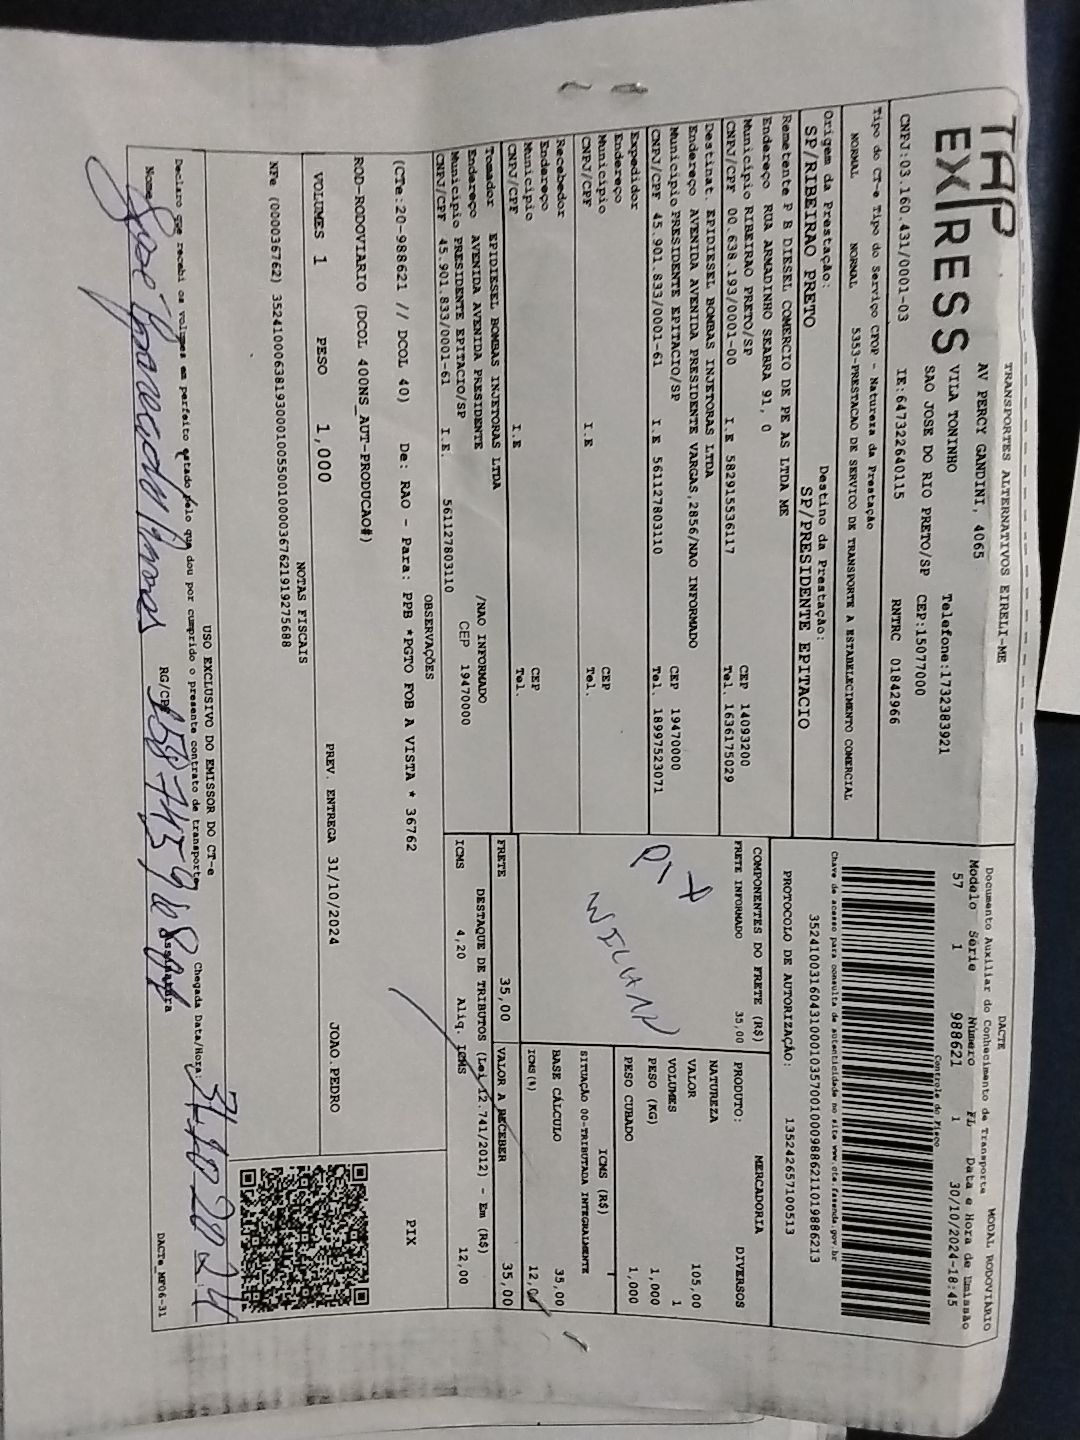 TAP
EXPRESS
TRANSPORTES ALTERNATIVOS EIRELI-ME
AV PERCY GANDINI, 4065
VILA TONINHO Telefone:1732383921
SAO JOSE DO RIO PRETO/SP CEP:15077000
CNPJ:03.160.431/0001-03 IE:647322640115 RNTRC 01842966
DACTE MODAL RODOVIÁRIO
Documento Auxiliar do Conhecimento de Transporte
Modelo Série Número FL Data e Hora de Emissão
57 1 988621 1 30/10/2024-18:45
Controle do Fisco
Chave de acesso para consulta de autenticidade no site www.cte.fazenda.gov.br
35241003160431000103570010009886211019886213
PROTOCOLO DE AUTORIZAÇÃO: 135242657100513
Tipo do CT-e Tipo do Serviço CFOP - Natureza da Prestação
NORMAL NORMAL 5353-PRESTACAO DE SERVICO DE TRANSPORTE A ESTABELECIMENTO COMERCIAL
Origem da Prestação: Destino da Prestação:
SP/RIBEIRAO PRETO SP/PRESIDENTE EPITACIO
Remetente P B DIESEL COMERCIO DE PE AS LTDA ME
Endereço RUA ARMADINHO SEABRA 91, 0
Município RIBEIRAO PRETO/SP CEP 14093200
CNPJ/CPF 00.638.193/0001-00 I.E 582915536117 Tel. 1636175029
Destinat. EPIDIESEL BOMBAS INJETORAS LTDA
Endereço AVENIDA AVENIDA PRESIDENTE VARGAS,2856/NAO INFORMADO
Município PRESIDENTE EPITACIO/SP CEP 19470000
CNPJ/CPF 45.901.833/0001-61 I.E 561127803110 Tel. 18997523071
Expedidor
Endereço
Município CEP
CNPJ/CPF I.E Tel.
Recebedor
Endereço
Município CEP
CNPJ/CPF I.E Tel.
Tomador EPIDIESEL BOMBAS INJETORAS LTDA
Endereço AVENIDA AVENIDA PRESIDENTE /NAO INFORMADO
Município PRESIDENTE EPITACIO/SP CEP 19470000
CNPJ/CPF 45.901.833/0001-61 I.E. 561127803110
COMPONENTES DO FRETE (R$)
FRETE INFORMADO 35,00
PIX
WILIAN
FRETE 35,00
MERCADORIA
PRODUTO: DIVERSOS
NATUREZA
VALOR 105,00
VOLUMES 1
PESO (KG) 1,000
PESO CUBADO 1,000
ICMS (R$)
SITUAÇÃO 00-TRIBUTADA INTEGRALMENTE
BASE CÁLCULO 35,00
ICMS(%) 12,00
VALOR A RECEBER 35,00
DESTAQUE DE TRIBUTOS (Lei 12.741/2012) - Em (R$)
ICMS 4,20 Aliq. ICMS 12,00
OBSERVAÇÕES
(CTe:20-988621 // DCOL 40) De: RAO - Para: PPB *PGTO FOB A VISTA * 36762
PIX
ROD-RODOVIARIO (DCOL 400NS_AUT-PRODUCAO#)
VOLUMES 1 PESO 1,000 PREV. ENTREGA 31/10/2024 JOAO.PEDRO
NOTAS FISCAIS
NFe (00036762) 35241000638193000100550010000367621919275688
USO EXCLUSIVO DO EMISSOR DO CT-e
Declaro que recebi os volumes em perfeito estado pelo que dou por cumprido o presente contrato de transporte Chegada Data/Hora: 31 10 2024
Nome José RG/CPF Assinatura
DACTe_MF06-31